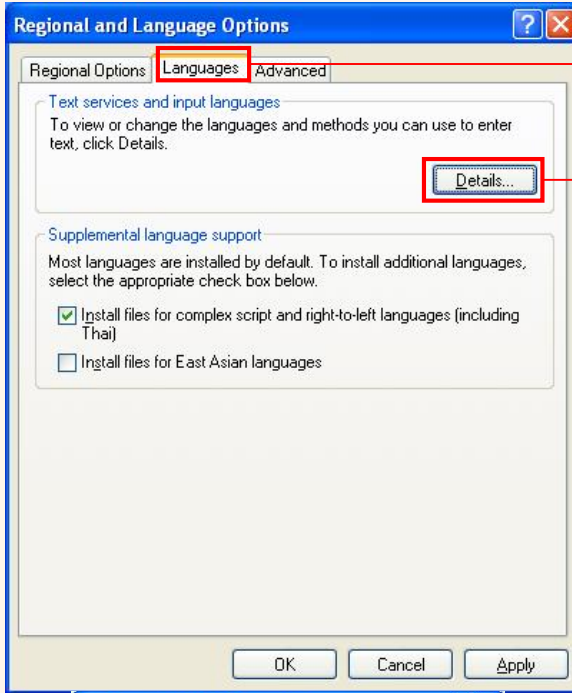 Regional and Language Options
Regional Options Languages Advanced
Text services and input languages
To view or change the languages and methods you can use to enter
text, click Details.
Details...
Supplemental language support
Most languages are installed by default. To install additional languages,
select the appropriate check box below.
Install files for complex script and right-to-left languages (including
Thai)
Install files for East Asian languages
OK Cancel Apply